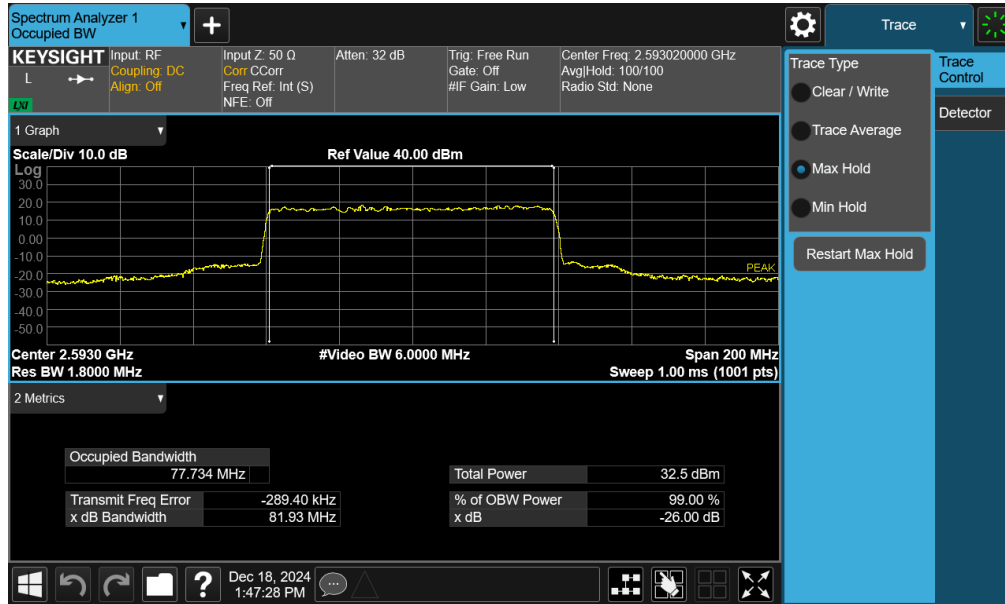 Spectrum Analyzer 1
Occupied BW
+
Trace
KEYSIGHT Input: RF Input Z: 50 Ω Atten: 32 dB Trig: Free Run Center Freq: 2.593020000 GHz
L Coupling: DC Corr CCorr Gate: Off Avg|Hold: 100/100
Align: Off Freq Ref: Int (S) #IF Gain: Low Radio Std: None
LXI NFE: Off
Trace Type
Clear / Write
Trace Average
Max Hold
Min Hold
Restart Max Hold
Trace
Control
Detector
1 Graph
Scale/Div 10.0 dB Ref Value 40.00 dBm
Log
30.0
20.0
10.0
0.00
-10.0
-20.0
-30.0
-40.0
-50.0
PEAK
Center 2.5930 GHz #Video BW 6.0000 MHz Span 200 MHz
Res BW 1.8000 MHz Sweep 1.00 ms (1001 pts)
2 Metrics
Occupied Bandwidth
77.734 MHz Total Power 32.5 dBm
Transmit Freq Error -289.40 kHz % of OBW Power 99.00 %
x dB Bandwidth 81.93 MHz x dB -26.00 dB
? Dec 18, 2024
1:47:28 PM